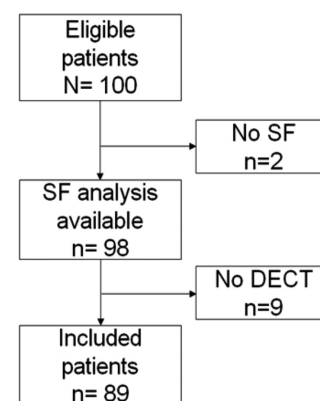 Eligible
patients
N= 100
No SF
n=2
SF analysis
available
n= 98
No DECT
n=9
Included
patients
n= 89